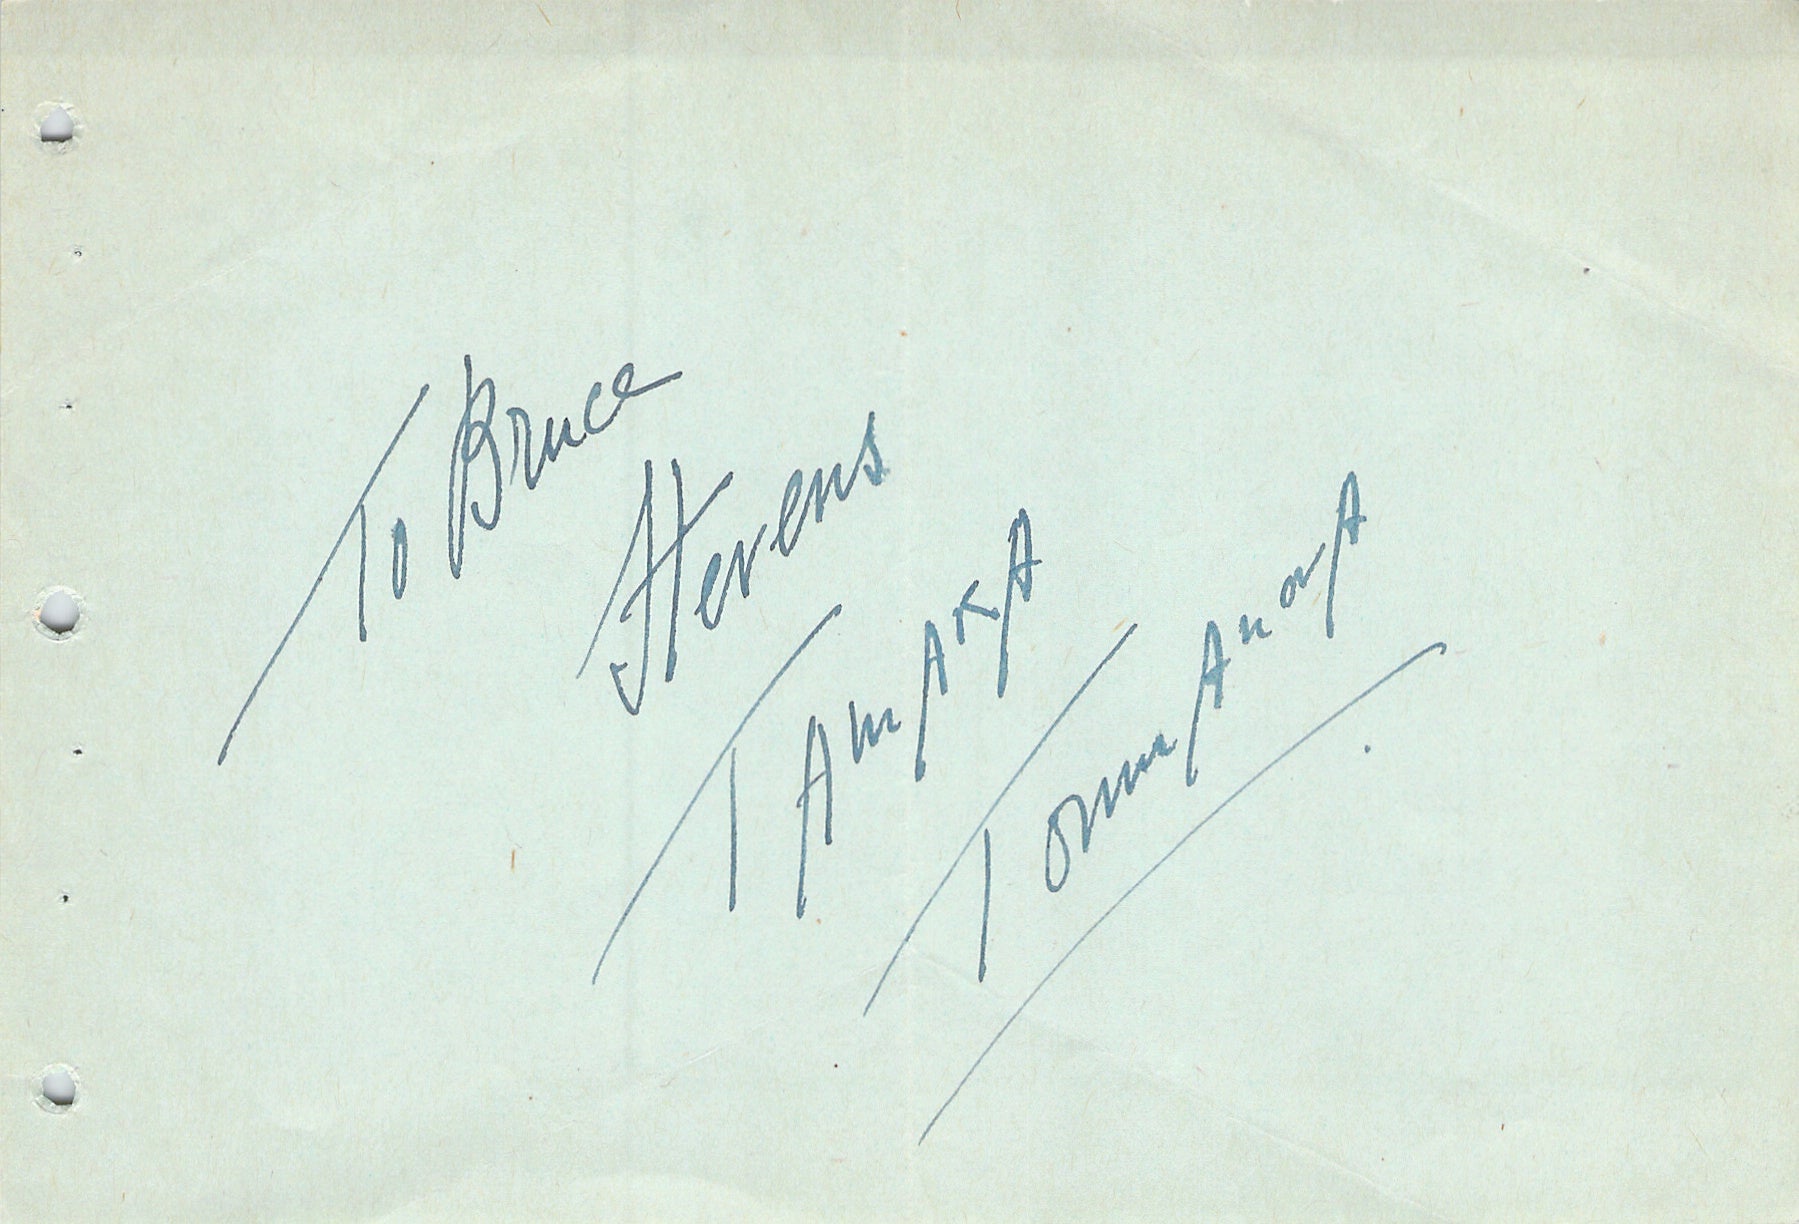 To Bruce
Stevens
Tamara
Toumanova